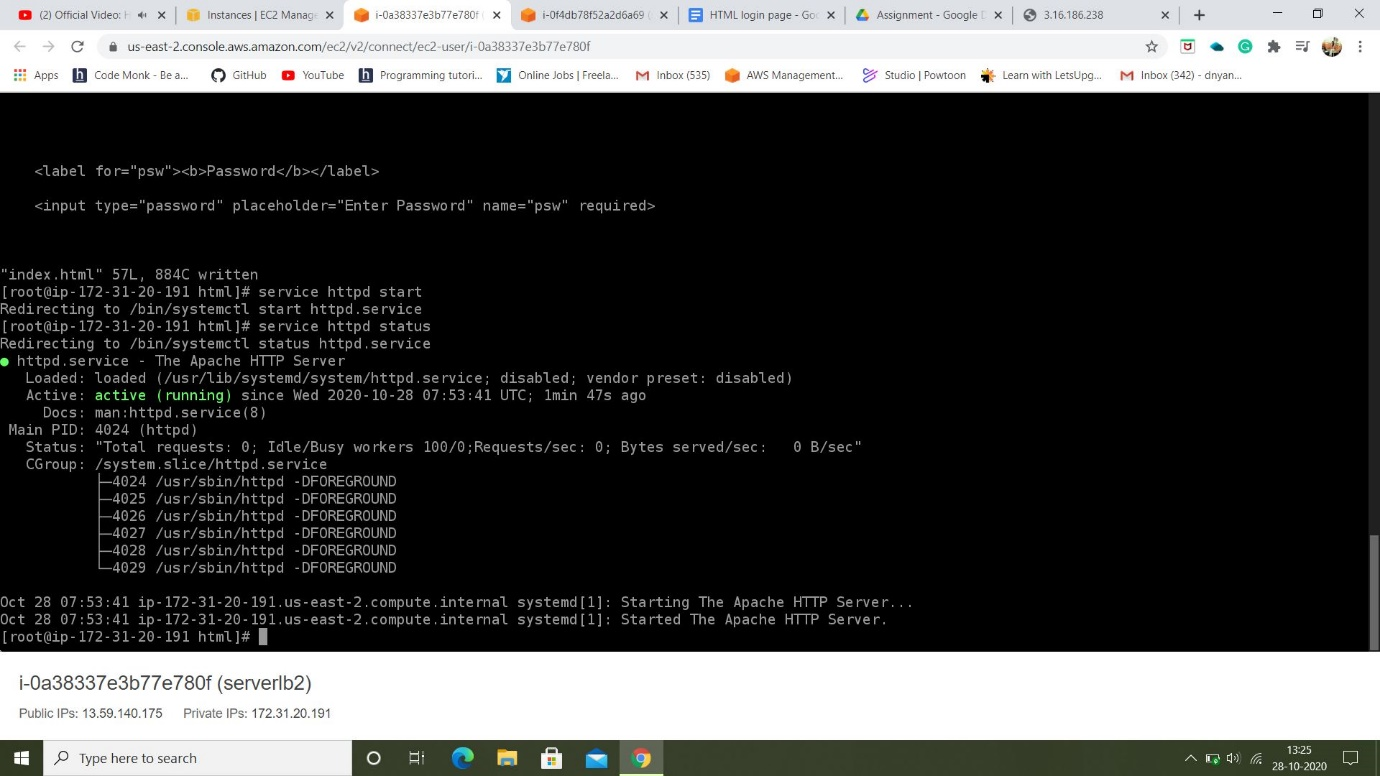 (2) Official Video: H
Instances | EC2 Manage
i-0a38337e3b77e780f
i-0f4db78f52a2d6a69 (
HTML login page - Goo
Assignment - Google D
3.16.186.238
us-east-2.console.aws.amazon.com/ec2/v2/connect/ec2-user/i-0a38337e3b77e780f
Apps
Code Monk - Be a...
GitHub
YouTube
Programming tutori...
Online Jobs | Freela...
Inbox (535)
AWS Management...
Studio | Powtoon
Learn with LetsUpg...
Inbox (342) - dnyan...
<label for="psw"><b>Password</b></label>
<input type="password" placeholder="Enter Password" name="psw" required>
"index.html" 57L, 884C written
[root@ip-172-31-20-191 html]# service httpd start
Redirecting to /bin/systemctl start httpd.service
[root@ip-172-31-20-191 html]# service httpd status
Redirecting to /bin/systemctl status httpd.service
● httpd.service - The Apache HTTP Server
Loaded: loaded (/usr/lib/systemd/system/httpd.service; disabled; vendor preset: disabled)
Active: active (running) since Wed 2020-10-28 07:53:41 UTC; 1min 47s ago
Docs: man:httpd.service(8)
Main PID: 4024 (httpd)
Status: "Total requests: 0; Idle/Busy workers 100/0;Requests/sec: 0; Bytes served/sec:   0 B/sec"
CGroup: /system.slice/httpd.service
├─4024 /usr/sbin/httpd -DFOREGROUND
├─4025 /usr/sbin/httpd -DFOREGROUND
├─4026 /usr/sbin/httpd -DFOREGROUND
├─4027 /usr/sbin/httpd -DFOREGROUND
├─4028 /usr/sbin/httpd -DFOREGROUND
└─4029 /usr/sbin/httpd -DFOREGROUND
Oct 28 07:53:41 ip-172-31-20-191.us-east-2.compute.internal systemd[1]: Starting The Apache HTTP Server...
Oct 28 07:53:41 ip-172-31-20-191.us-east-2.compute.internal systemd[1]: Started The Apache HTTP Server.
[root@ip-172-31-20-191 html]#
i-0a38337e3b77e780f (serverlb2)
Public IPs: 13.59.140.175 Private IPs: 172.31.20.191
Type here to search
13:25
28-10-2020